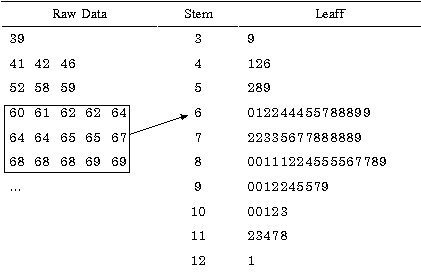 Raw Data Stem Leaff
39 3 9
41 42 46 4 126
52 58 59 5 289
60 61 62 62 64 6 012244455788899
64 64 65 65 67 7 22335677888889
68 68 68 69 69 8 00111224555567789
... 9 0012245579
10 00123
11 23478
12 1